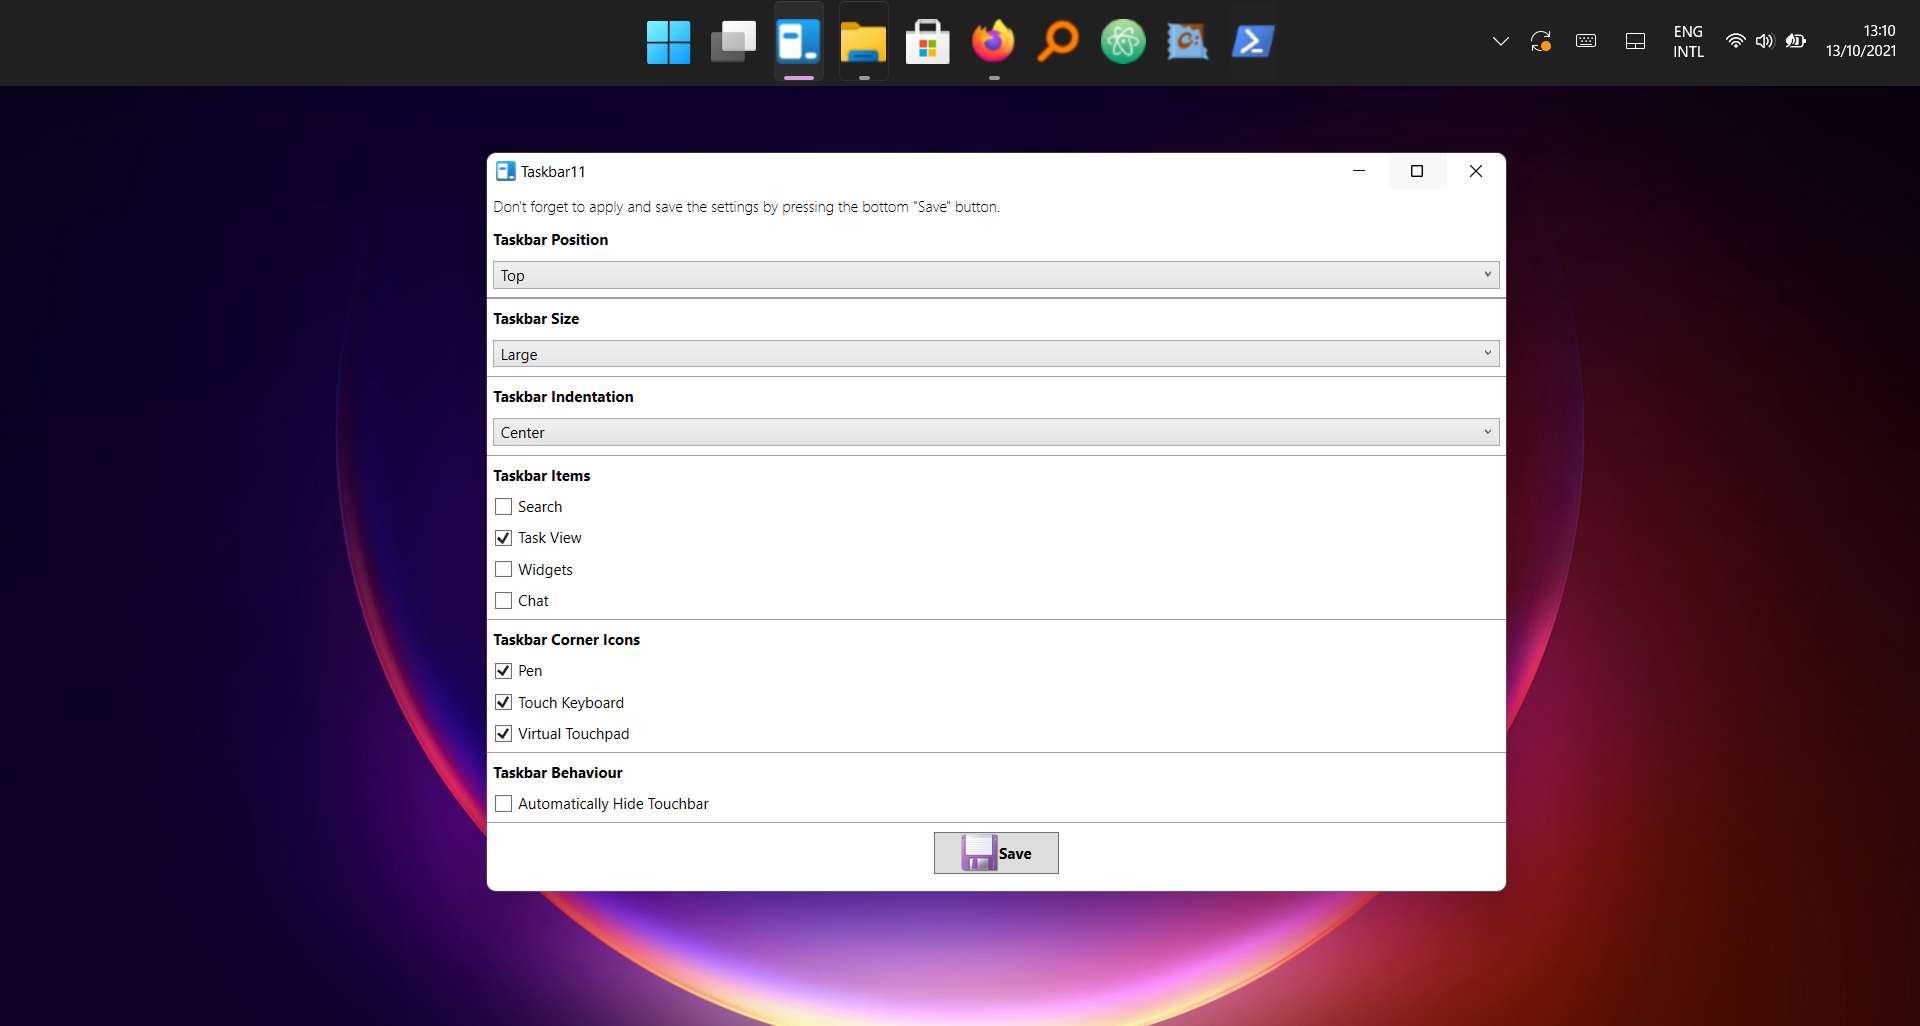 ENG
INTL
13:10
13/10/2021
Taskbar11
Don't forget to apply and save the settings by pressing the bottom "Save" button.
Taskbar Position
Top
Taskbar Size
Large
Taskbar Indentation
Center
Taskbar Items
Search
Task View
Widgets
Chat
Taskbar Corner Icons
Pen
Touch Keyboard
Virtual Touchpad
Taskbar Behaviour
Automatically Hide Touchbar
Save